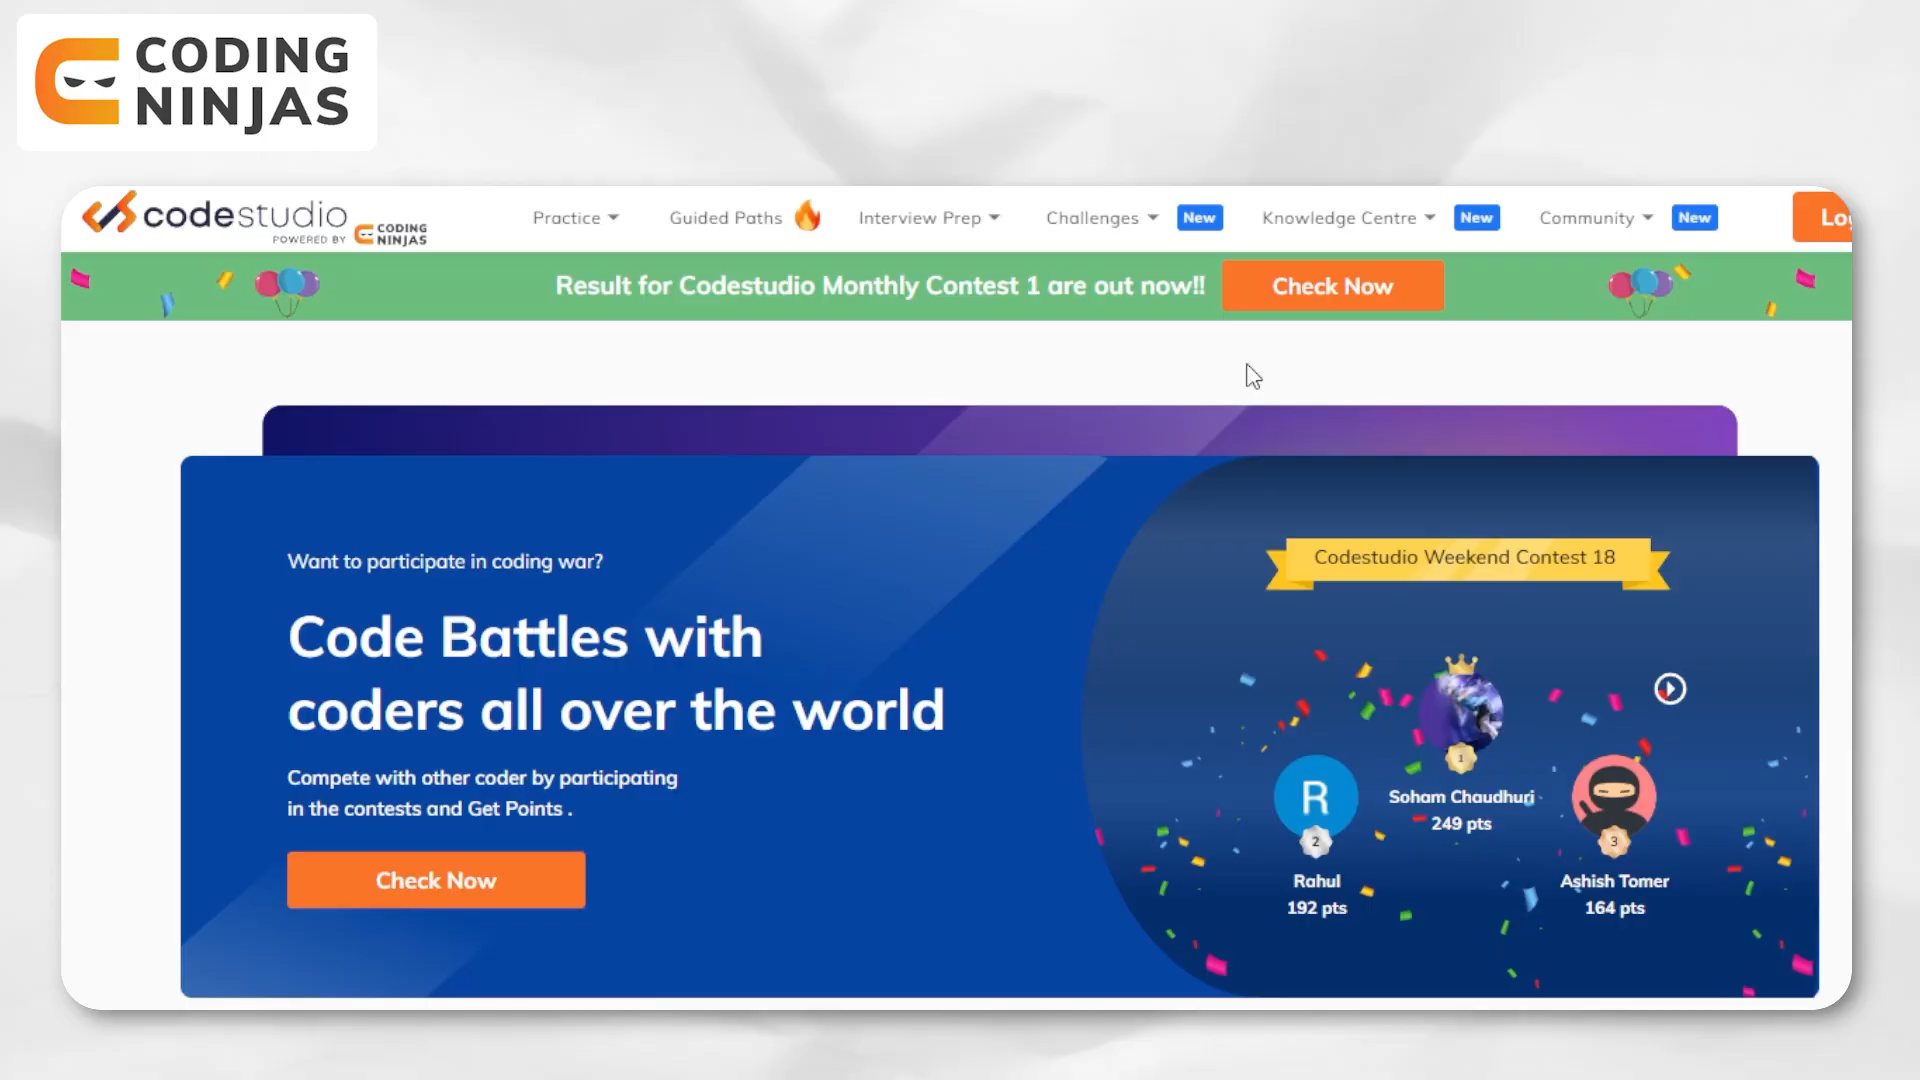 CODING
NINJAS
codestudio
POWERED BY CODING NINJAS
Practice
Guided Paths
Interview Prep
Challenges New
Knowledge Centre New
Community New
Log
Result for Codestudio Monthly Contest 1 are out now!! Check Now
Want to participate in coding war?
Code Battles with
coders all over the world
Compete with other coder by participating
in the contests and Get Points .
Check Now
Codestudio Weekend Contest 18
1
Soham Chaudhuri
249 pts
R
2
Rahul
192 pts
3
Ashish Tomer
164 pts